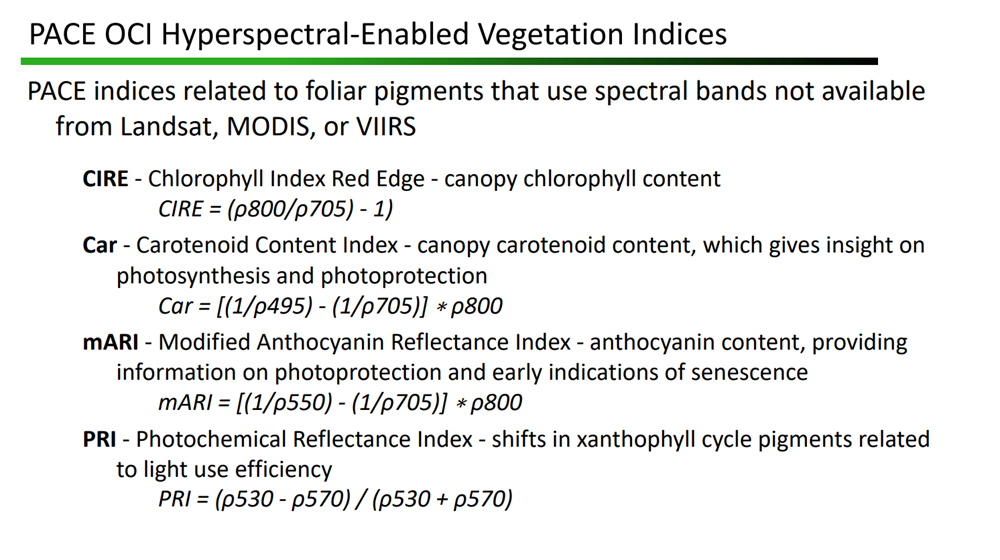 PACE OCI Hyperspectral-Enabled Vegetation Indices
PACE indices related to foliar pigments that use spectral bands not available
from Landsat, MODIS, or VIIRS
CIRE - Chlorophyll Index Red Edge - canopy chlorophyll content
CIRE = (ρ800/ρ705) - 1)
Car - Carotenoid Content Index - canopy carotenoid content, which gives insight on
photosynthesis and photoprotection
Car = [(1/ρ495) - (1/ρ705)] * ρ800
mARI - Modified Anthocyanin Reflectance Index - anthocyanin content, providing
information on photoprotection and early indications of senescence
mARI = [(1/ρ550) - (1/ρ705)] * ρ800
PRI - Photochemical Reflectance Index - shifts in xanthophyll cycle pigments related
to light use efficiency
PRI = (ρ530 - ρ570) / (ρ530 + ρ570)